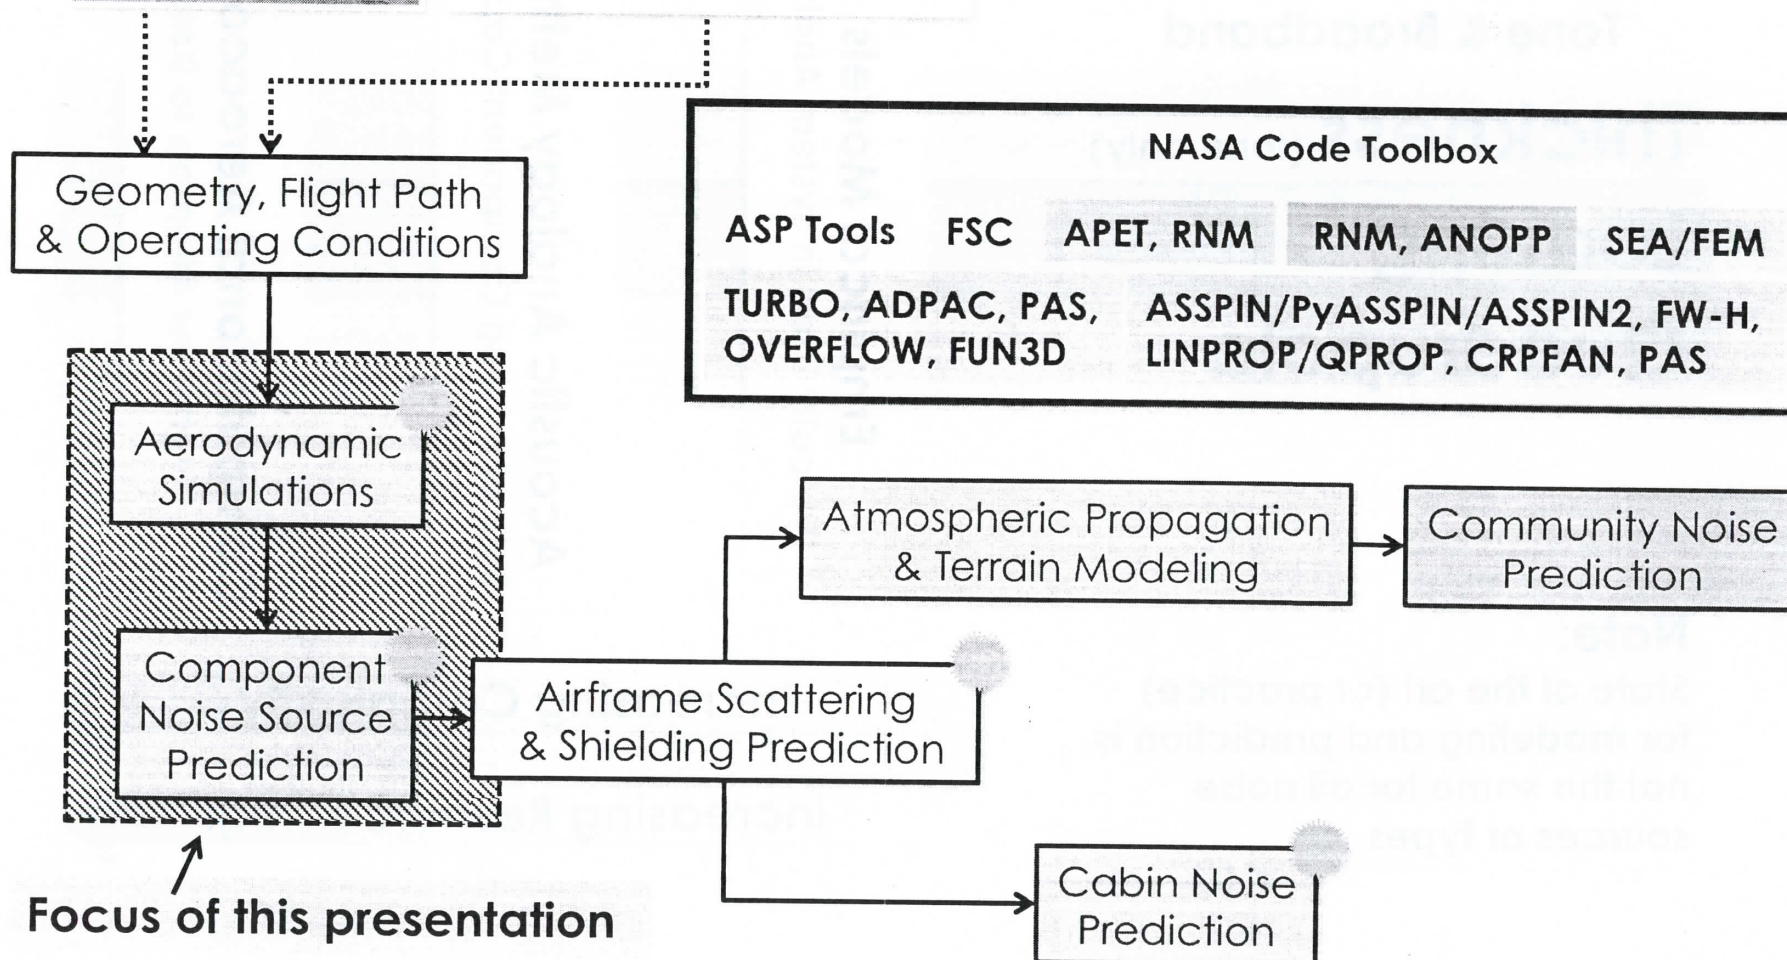 Geometry, Flight Path
& Operating Conditions
NASA Code Toolbox
ASP Tools FSC APET, RNM RNM, ANOPP SEA/FEM
TURBO, ADPAC, PAS,
OVERFLOW, FUN3D
ASSPIN/PyASSPIN/ASSPIN2, FW-H,
LINPROP/QPROP, CRPFAN, PAS
Aerodynamic
Simulations
Component
Noise Source
Prediction
Airframe Scattering
& Shielding Prediction
Atmospheric Propagation
& Terrain Modeling
Community Noise
Prediction
Cabin Noise
Prediction
Focus of this presentation